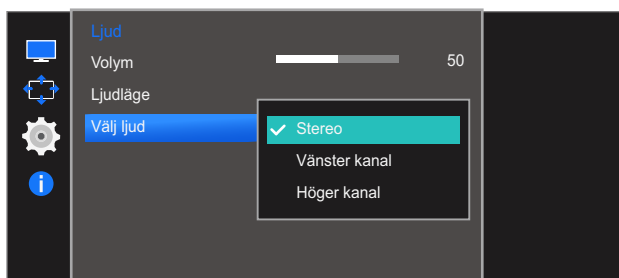 Ljud
Volym 50
Ljudläge
Välj ljud
Stereo
Vänster kanal
Höger kanal